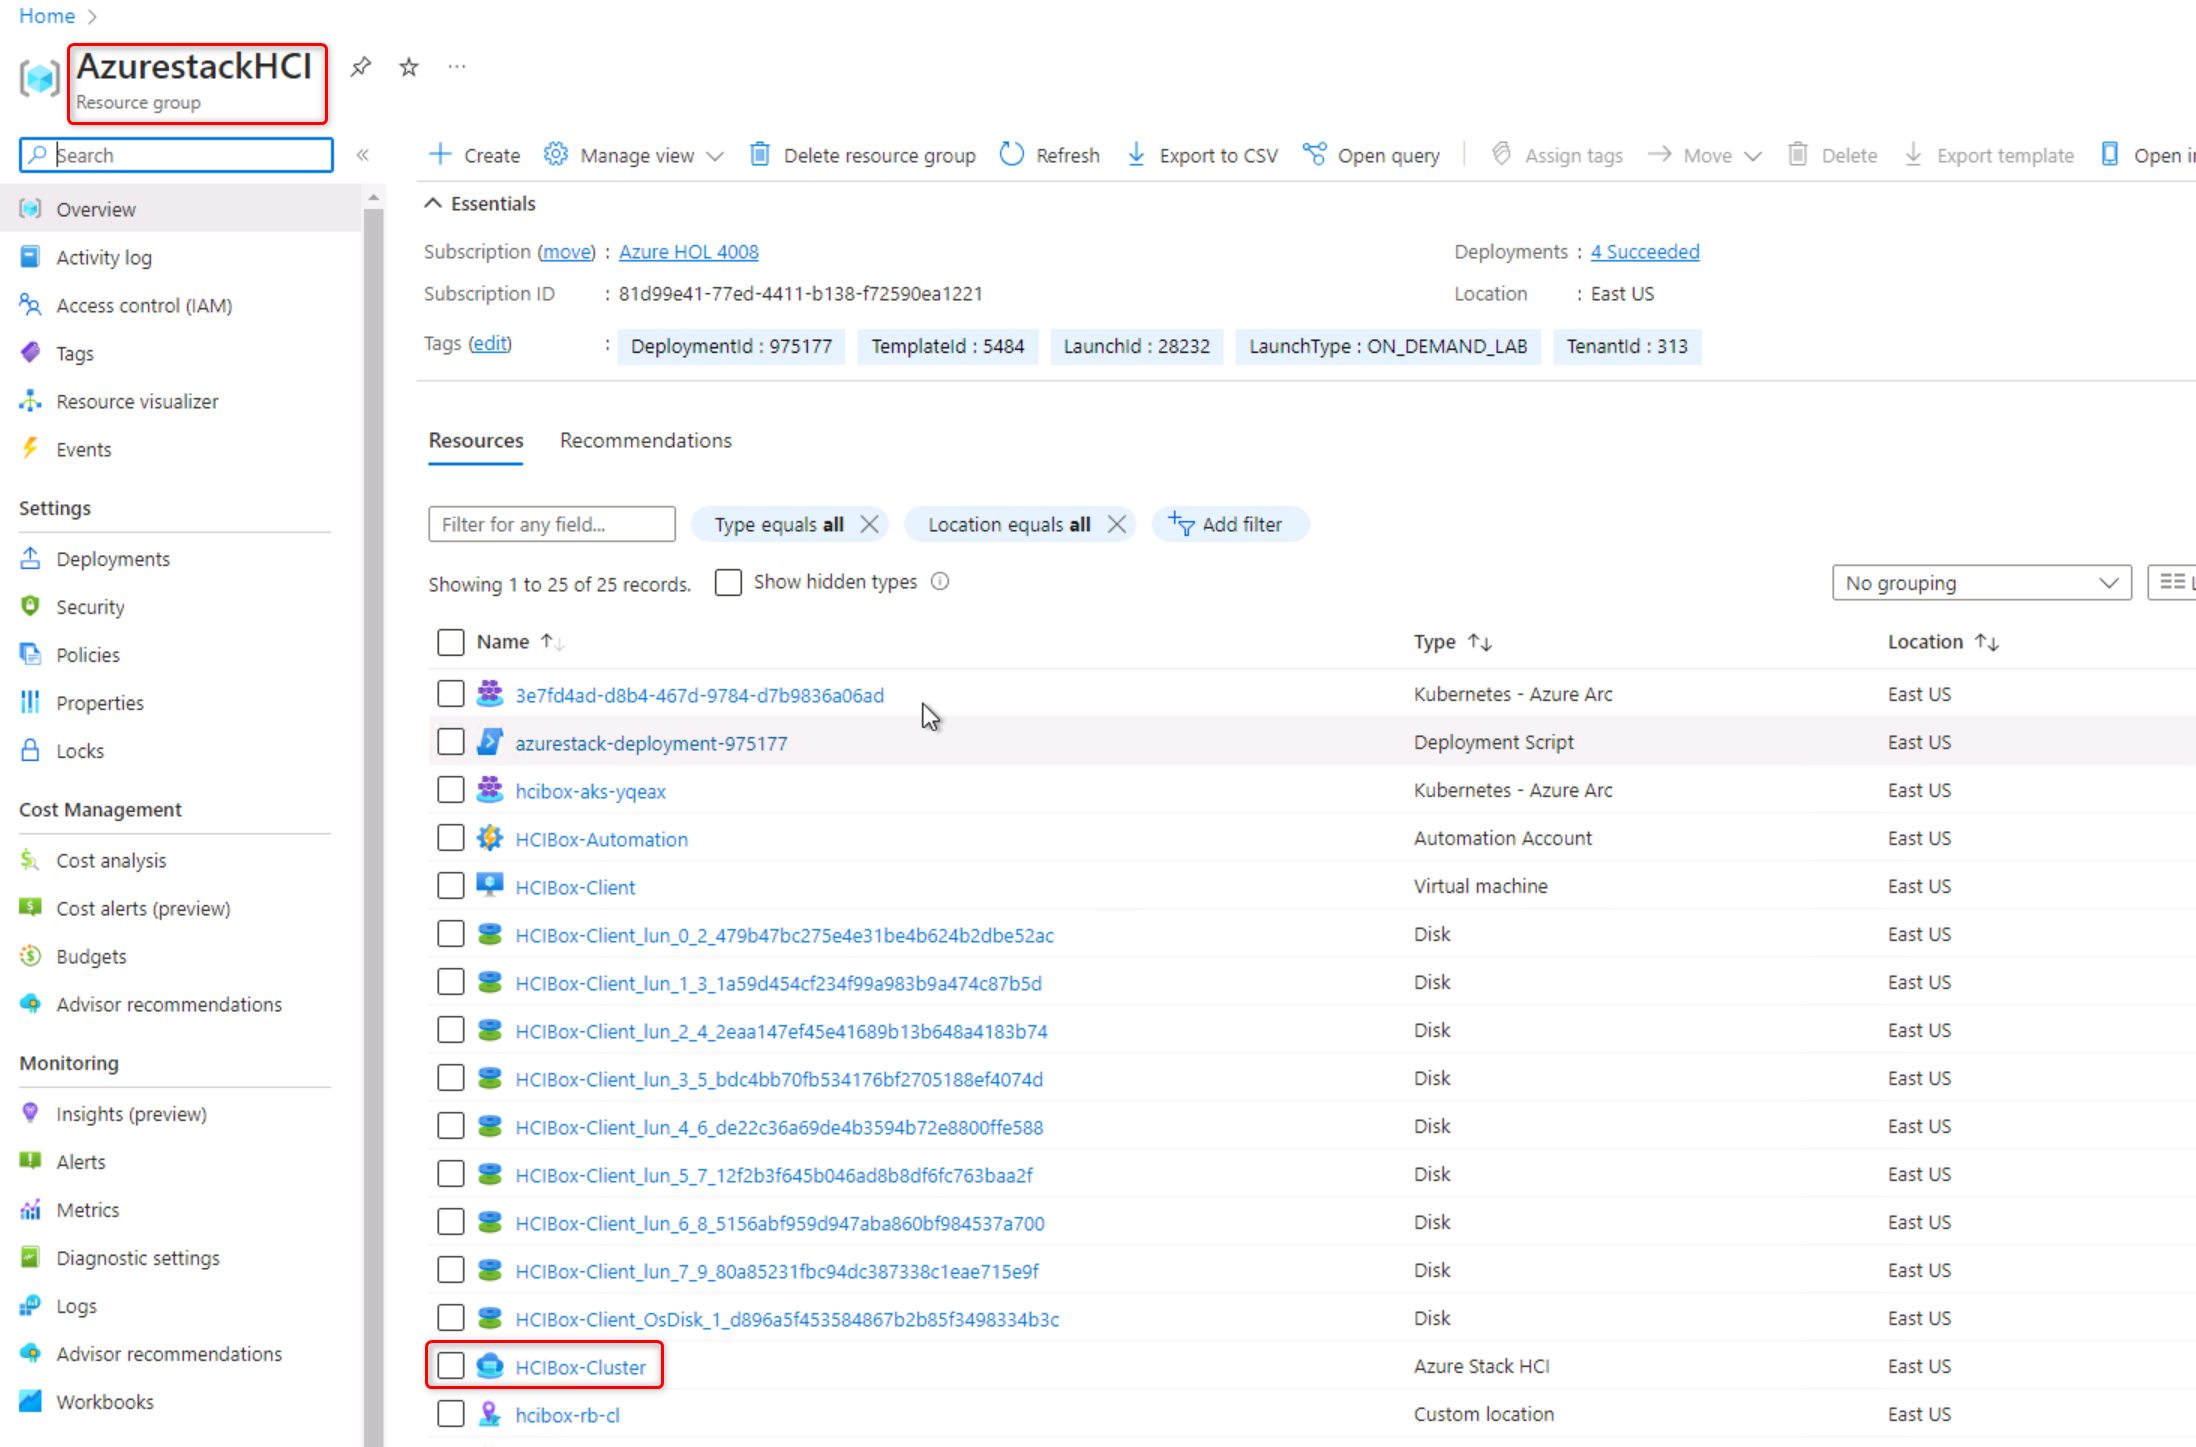 Home
AzurestackHCI
Resource group
Search
Create Manage view Delete resource group Refresh Export to CSV Open query Assign tags Move Delete Export template Open
Overview
Activity log
Access control (IAM)
Tags
Resource visualizer
Events
Settings
Deployments
Security
Policies
Properties
Locks
Cost Management
Cost analysis
Cost alerts (preview)
Budgets
Advisor recommendations
Monitoring
Insights (preview)
Alerts
Metrics
Diagnostic settings
Logs
Advisor recommendations
Workbooks
Essentials
Subscription (move) : Azure HOL 4008
Subscription ID : 81d99e41-77ed-4411-b138-f72590ea1221
Deployments : 4 Succeeded
Location : East US
Tags (edit) : DeploymentId : 975177 TemplateId : 5484 LaunchId : 28232 LaunchType : ON_DEMAND_LAB TenantId : 313
Resources Recommendations
Filter for any field... Type equals all Location equals all Add filter
Showing 1 to 25 of 25 records. Show hidden types No grouping
Name Type Location
3e7fd4ad-d8b4-467d-9784-d7b9836a06ad Kubernetes - Azure Arc East US
azurestack-deployment-975177 Deployment Script East US
hcibox-aks-yqeax Kubernetes - Azure Arc East US
HCIBox-Automation Automation Account East US
HCIBox-Client Virtual machine East US
HCIBox-Client_lun_0_2_479b47bc275e4e31be4b624b2dbe52ac Disk East US
HCIBox-Client_lun_1_3_1a59d454cf234f99a983b9a474c87b5d Disk East US
HCIBox-Client_lun_2_4_2eaa147ef45e41689b13b648a4183b74 Disk East US
HCIBox-Client_lun_3_5_bdc4bb70fb534176bf2705188ef4074d Disk East US
HCIBox-Client_lun_4_6_de22c36a69de4b3594b72e8800ffe588 Disk East US
HCIBox-Client_lun_5_7_12f2b3f645b046ad8b8df6fc763baa2f Disk East US
HCIBox-Client_lun_6_8_5156abf959d947aba860bf984537a700 Disk East US
HCIBox-Client_lun_7_9_80a85231fbc94dc387338c1eae715e9f Disk East US
HCIBox-Client_OsDisk_1_d896a5f453584867b2b85f3498334b3c Disk East US
HCIBox-Cluster Azure Stack HCI East US
hcibox-rb-cl Custom location East US